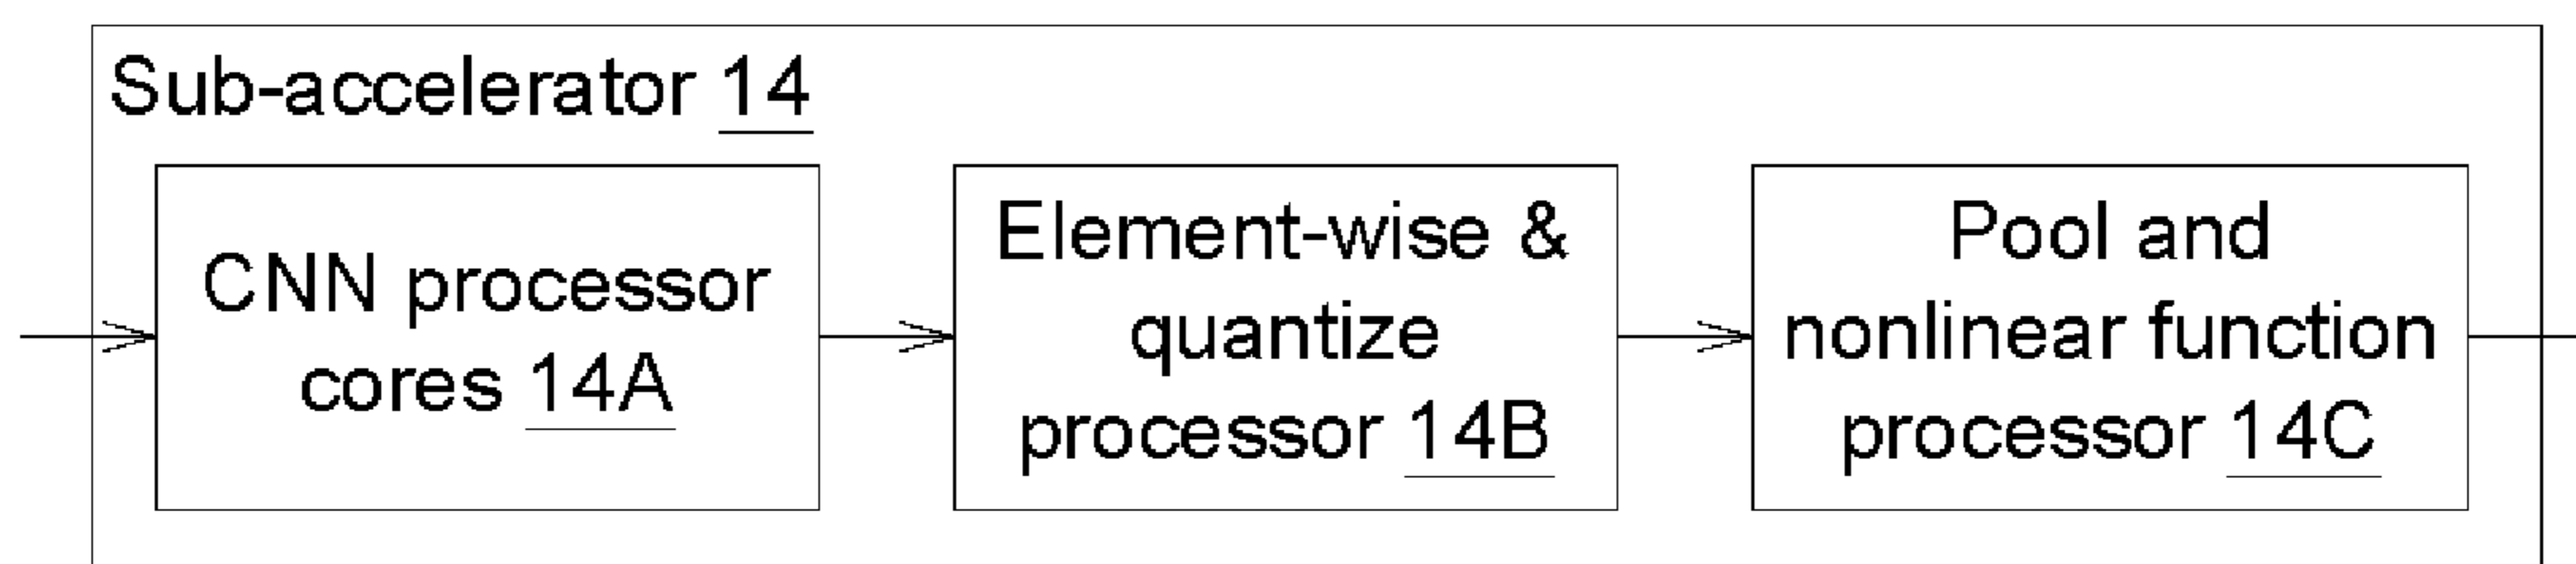 Sub-accelerator 14
CNN processor
cores 14A
Element-wise &
quantize
processor 14B
Pool and
nonlinear function
processor 14C